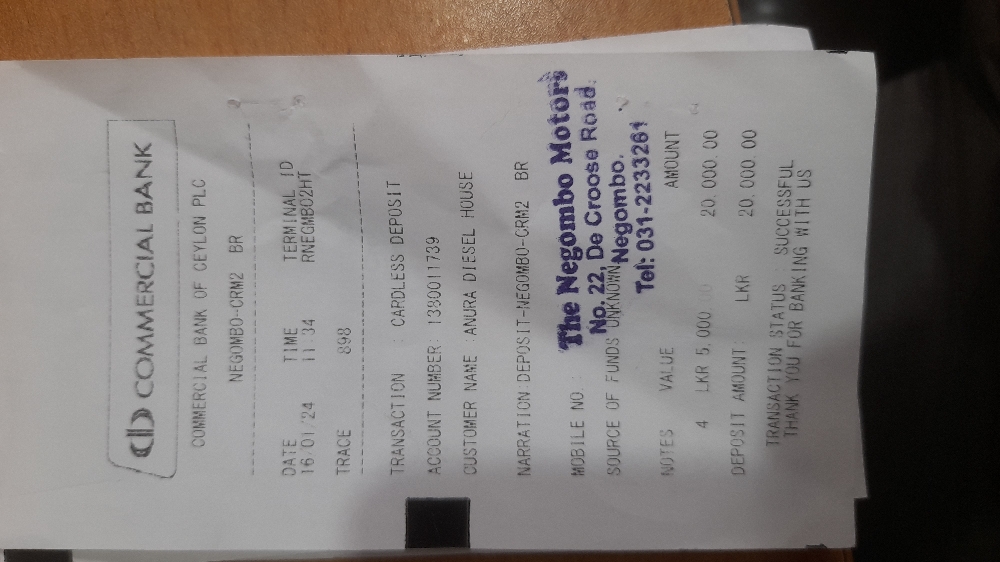 COMMERCIAL BANK
COMMERCIAL BANK OF CEYLON PLC
NEGOMBO-CRM2 BR
DATE TIME TERMINAL ID
16/01/24 11:34 RNEGMB02HT
TRACE 898
TRANSACTION : CARDLESS DEPOSIT
ACCOUNT NUMBER: 1380011739
CUSTOMER NAME :ANURA DIESEL HOUSE
NARRATION:DEPOSIT-NEGOMBO-CRM2 BR
MOBILE NO :
SOURCE OF FUNDS UNKNOWN
The Negombo Motors
No. 22, De Croose Road.
Negombo.
Tel: 031-2233261
NOTES VALUE AMOUNT
4 LKR 5,000.00 20,000.00
DEPOSIT AMOUNT: LKR 20,000.00
TRANSACTION STATUS : SUCCESSFUL
THANK YOU FOR BANKING WITH US